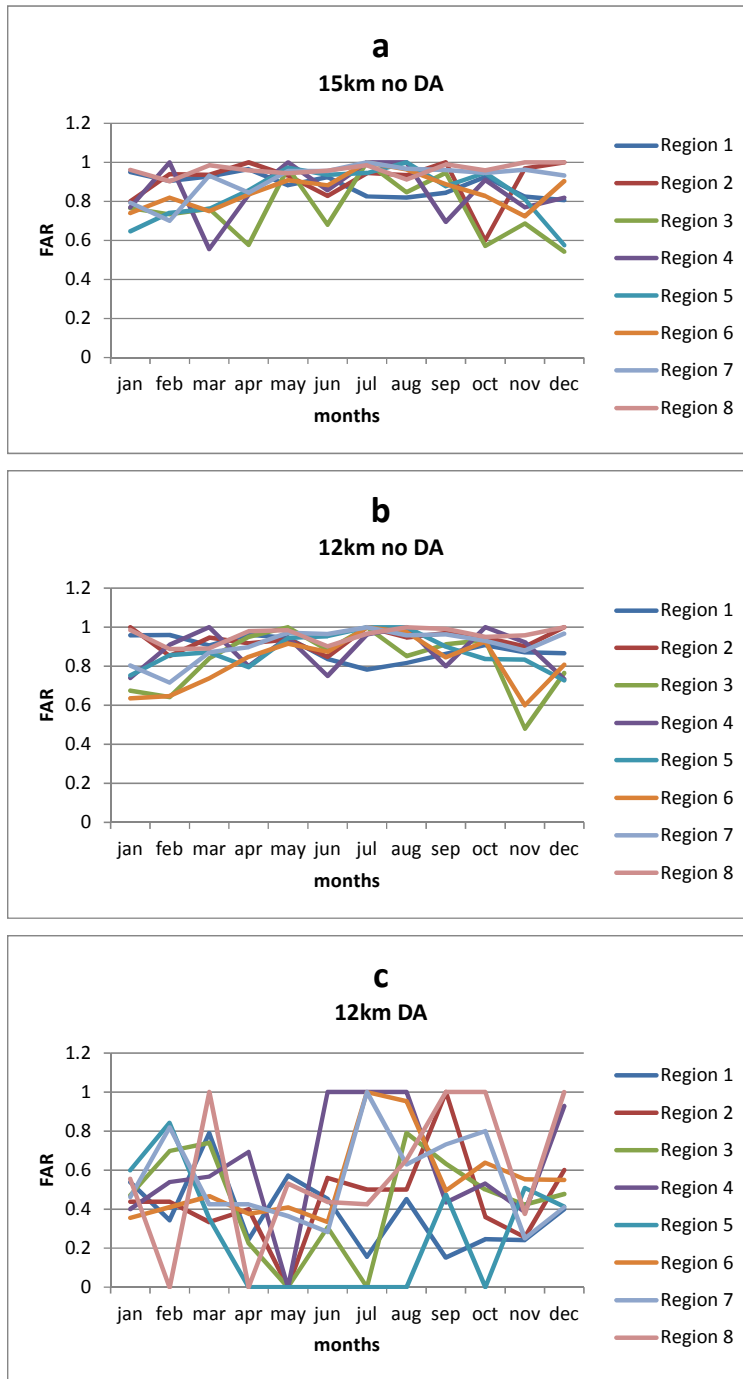 a
15km no DA
1.2
1
0.8
0.6
0.4
0.2
0
FAR
jan feb mar apr may jun jul aug sep oct nov dec
months
Region 1
Region 2
Region 3
Region 4
Region 5
Region 6
Region 7
Region 8
b
12km no DA
1.2
1
0.8
0.6
0.4
0.2
0
FAR
jan feb mar apr may jun jul aug sep oct nov dec
months
Region 1
Region 2
Region 3
Region 4
Region 5
Region 6
Region 7
Region 8
c
12km DA
1.2
1
0.8
0.6
0.4
0.2
0
FAR
jan feb mar apr may jun jul aug sep oct nov dec
months
Region 1
Region 2
Region 3
Region 4
Region 5
Region 6
Region 7
Region 8